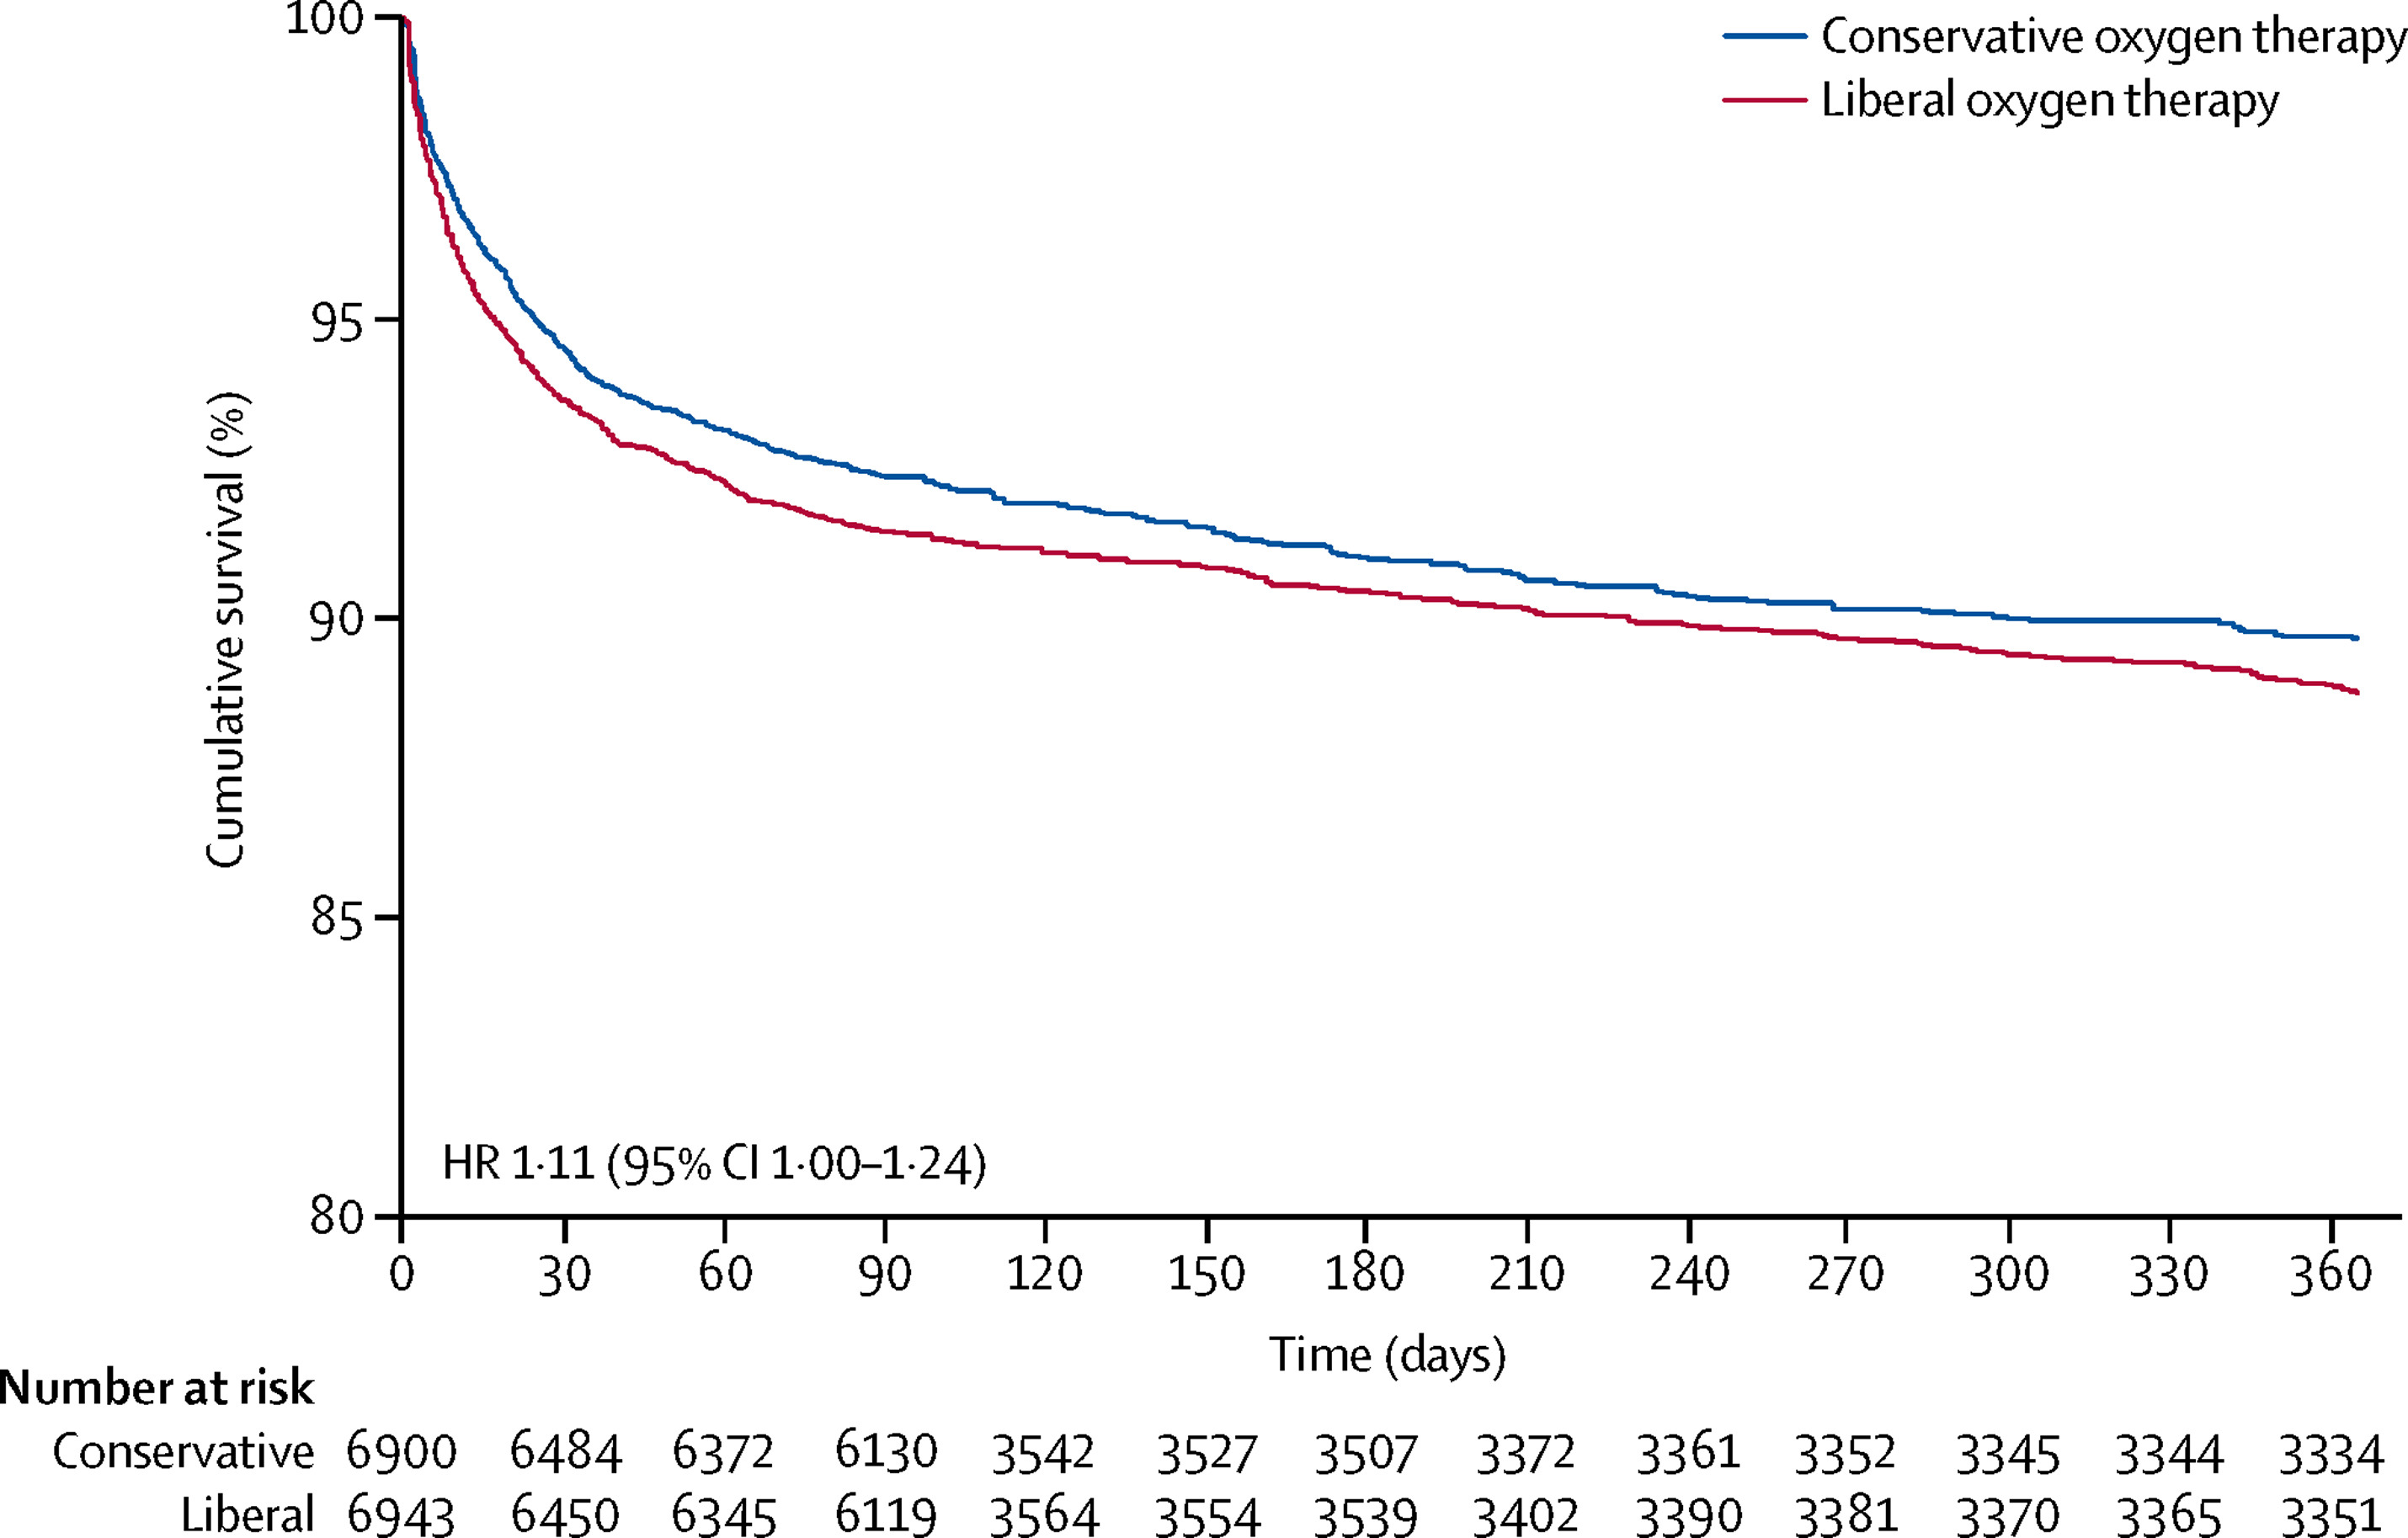 Conservative oxygen therapy
Liberal oxygen therapy
100
95
90
85
80
Cumulative survival (%)
HR 1·11 (95% CI 1·00–1·24)
0 30 60 90 120 150 180 210 240 270 300 330 360
Time (days)
Number at risk
Conservative 6900 6484 6372 6130 3542 3527 3507 3372 3361 3352 3345 3344 3334
Liberal 6943 6450 6345 6119 3564 3554 3539 3402 3390 3381 3370 3365 3351